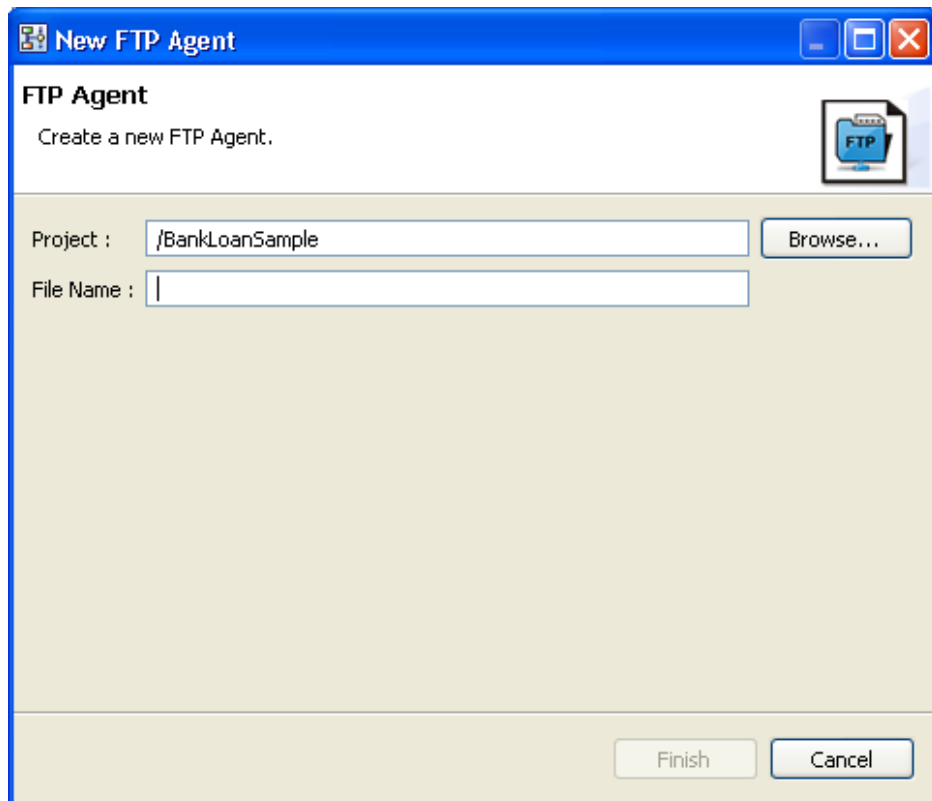 New FTP Agent
FTP Agent
Create a new FTP Agent.
FTP
Project : /BankLoanSample Browse...
File Name :
Finish Cancel